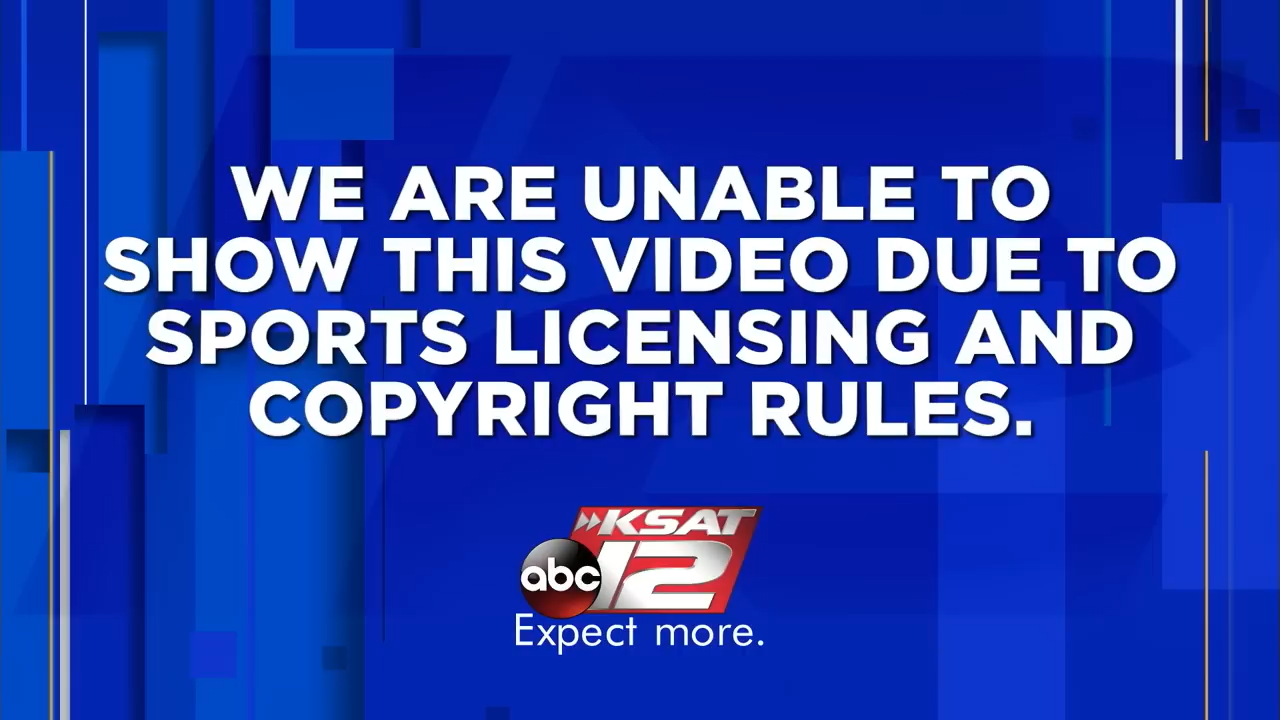 WE ARE UNABLE TO
SHOW THIS VIDEO DUE TO
SPORTS LICENSING AND
COPYRIGHT RULES.
KSAT
abc 12
Expect more.